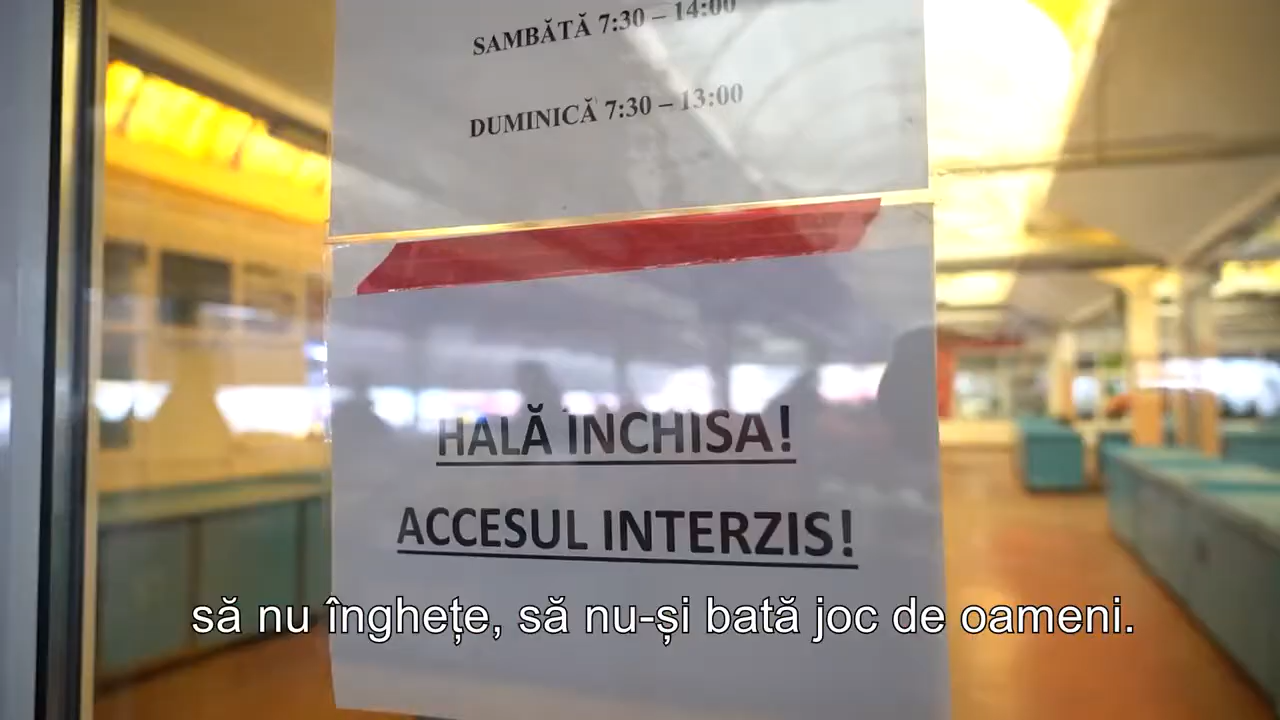 SAMBĂTĂ 7:30 – 14:00
DUMINICĂ 7:30 – 13:00
HALĂ INCHISA!
ACCESUL INTERZIS!
să nu înghețe, să nu-și bată joc de oameni.